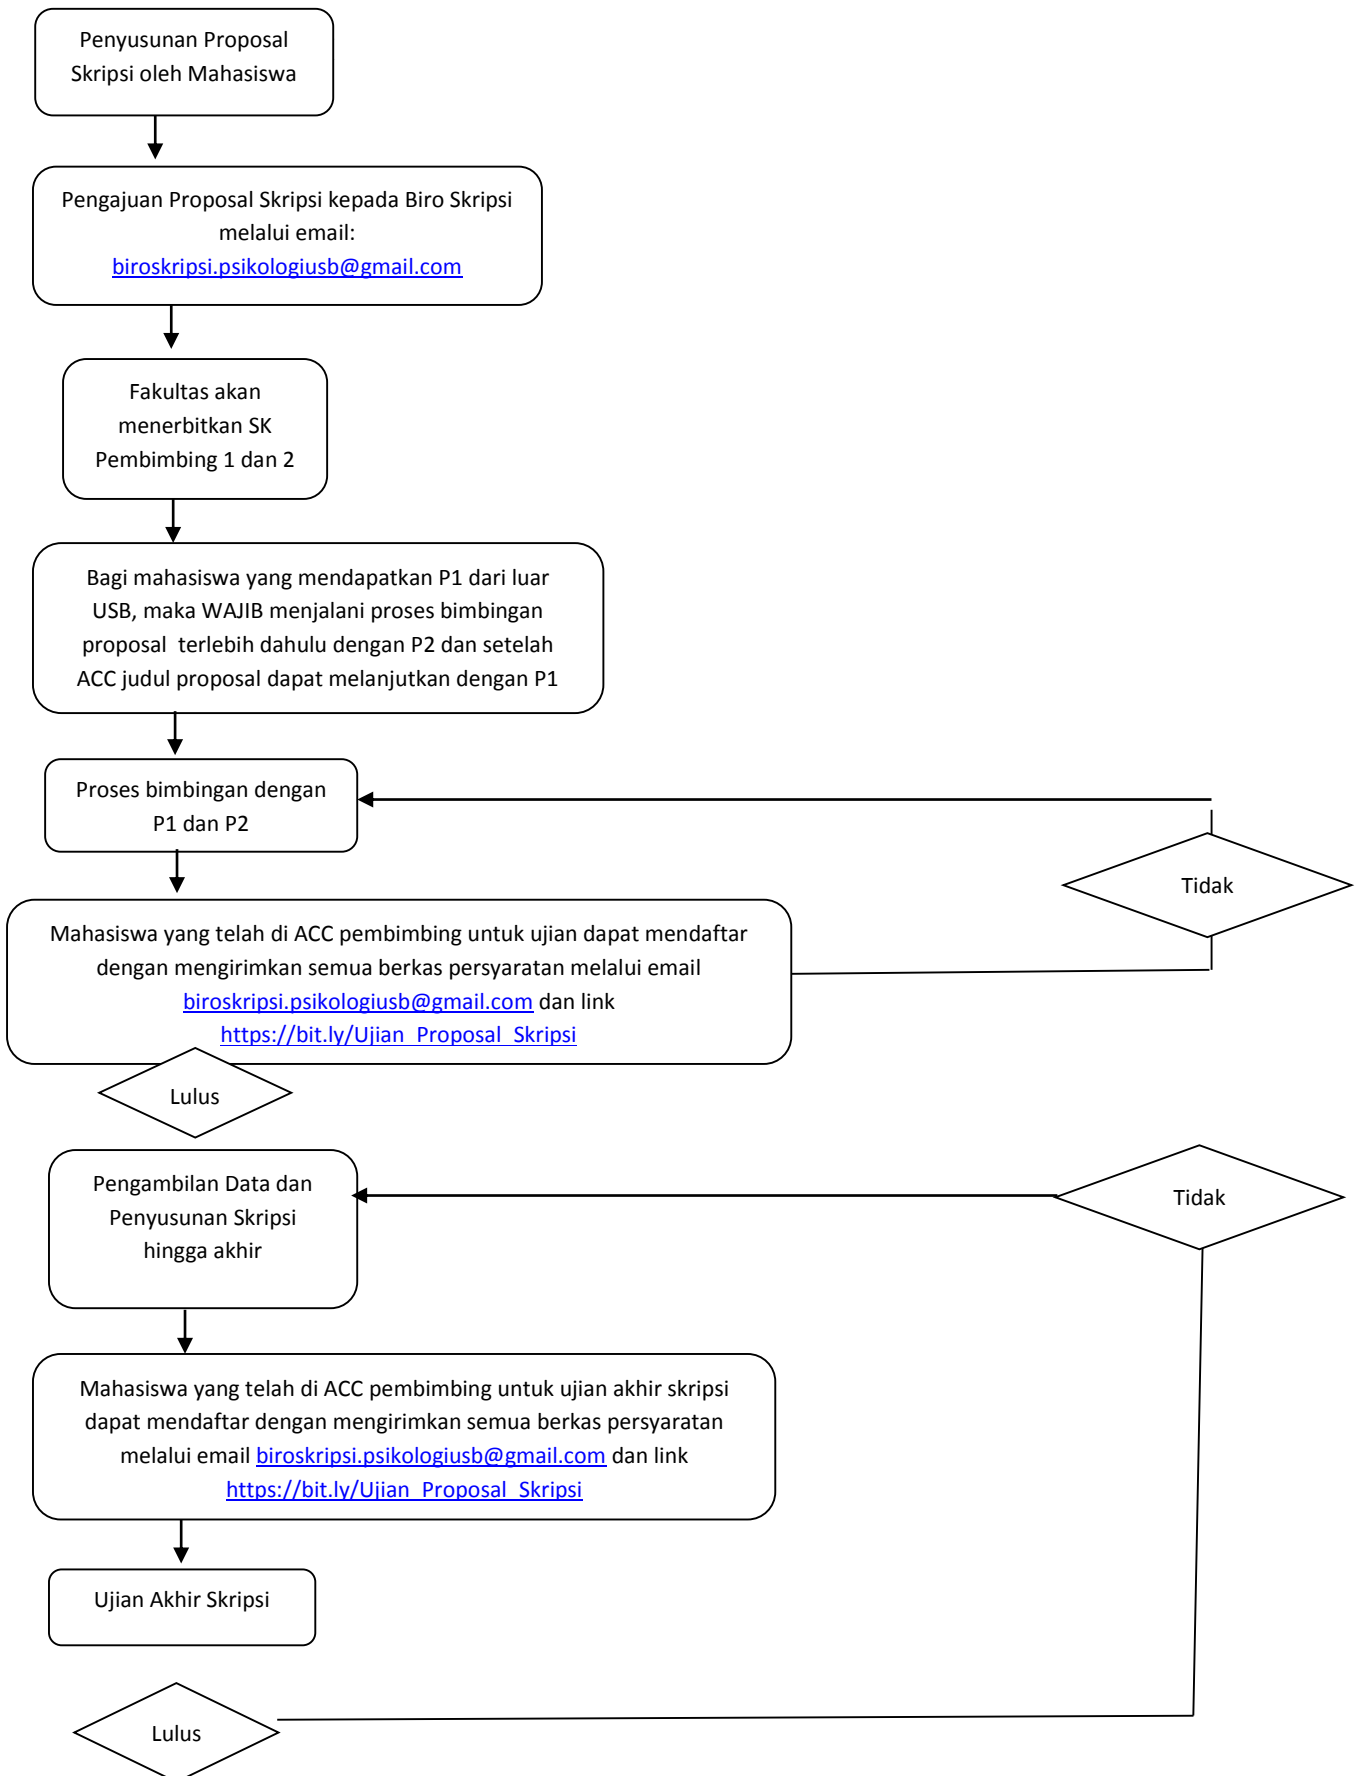 Penyusunan Proposal
Skripsi oleh Mahasiswa
Pengajuan Proposal Skripsi kepada Biro Skripsi
melalui email:
biroskripsi.psikologiusb@gmail.com
Fakultas akan
menerbitkan SK
Pembimbing 1 dan 2
Bagi mahasiswa yang mendapatkan P1 dari luar
USB, maka WAJIB menjalani proses bimbingan
proposal terlebih dahulu dengan P2 dan setelah
ACC judul proposal dapat melanjutkan dengan P1
Proses bimbingan dengan
P1 dan P2
Tidak
Mahasiswa yang telah di ACC pembimbing untuk ujian dapat mendaftar
dengan mengirimkan semua berkas persyaratan melalui email
biroskripsi.psikologiusb@gmail.com dan link
https://bit.ly/Ujian_Proposal_Skripsi
Lulus
Pengambilan Data dan
Penyusunan Skripsi
hingga akhir
Tidak
Mahasiswa yang telah di ACC pembimbing untuk ujian akhir skripsi
dapat mendaftar dengan mengirimkan semua berkas persyaratan
melalui email biroskripsi.psikologiusb@gmail.com dan link
https://bit.ly/Ujian_Proposal_Skripsi
Ujian Akhir Skripsi
Lulus